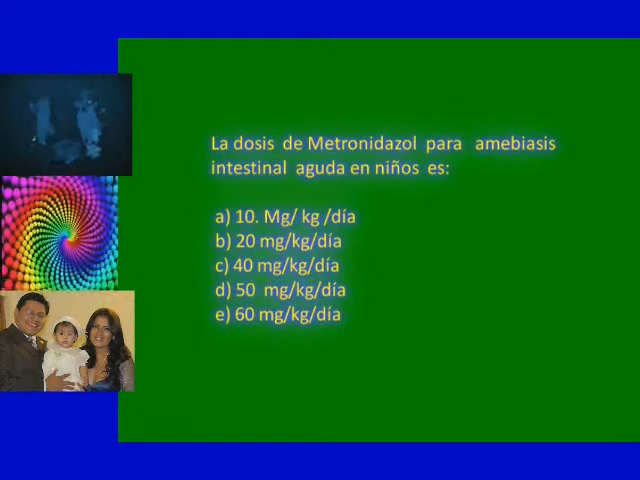 La dosis de Metronidazol para amebiasis
intestinal aguda en niños es:
a) 10. Mg/ kg /día
b) 20 mg/kg/día
c) 40 mg/kg/día
d) 50 mg/kg/día
e) 60 mg/kg/día